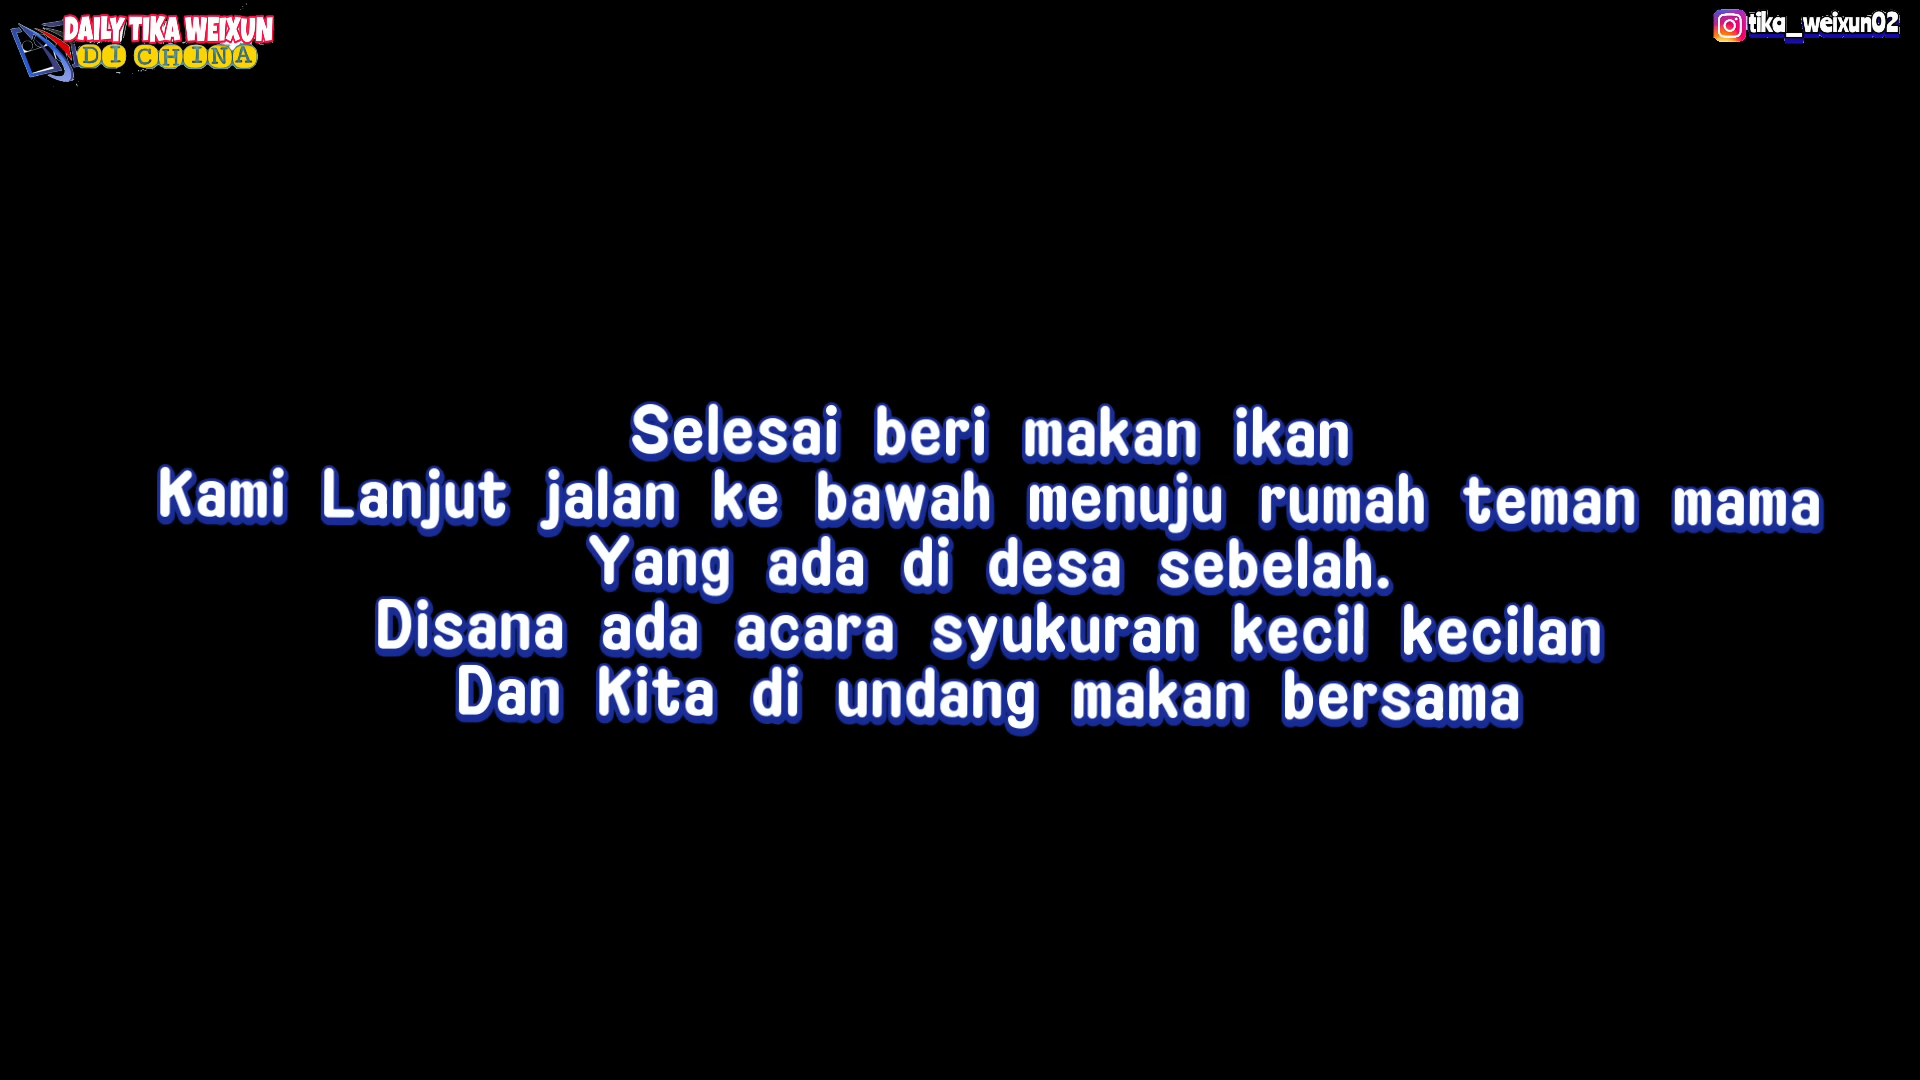 DAILY TIKA WEIXUN
DI CHINA
tika_weixun02
Selesai beri makan ikan
Kami Lanjut jalan ke bawah menuju rumah teman mama
Yang ada di desa sebelah.
Disana ada acara syukuran kecil kecilan
Dan Kita di undang makan bersama